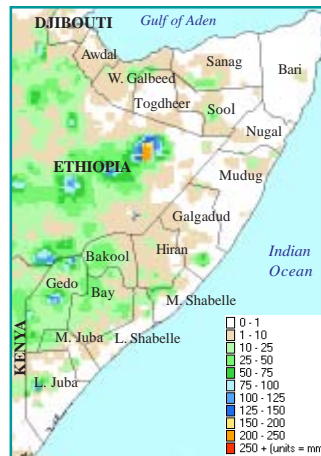 DJIBOUTI
Gulf of Aden
Awdal
Sanag
Bari
W. Galbeed
Togdheer
Sool
Nugal
ETHIOPIA
Mudug
Galgadud
Indian
Ocean
Hiran
Bakool
Gedo
Bay
M. Shabelle
KENYA
M. Juba
L. Shabelle
L. Juba
0 - 1
1 - 10
10 - 25
25 - 50
50 - 75
75 - 100
100 - 125
125 - 150
150 - 200
200 - 250
250 + (units = mm